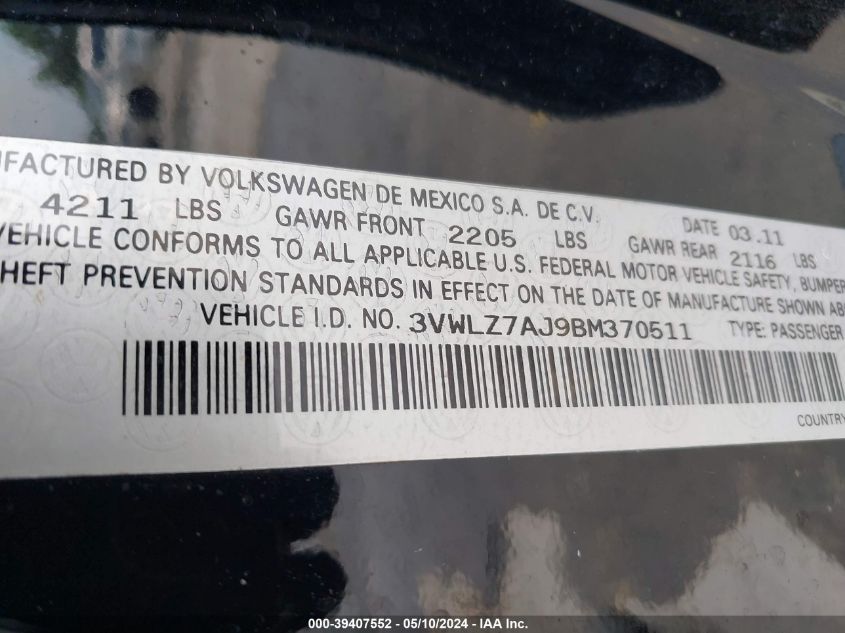 MANUFACTURED BY VOLKSWAGEN DE MEXICO S.A. DE C.V. DATE 03.11
4211 LBS GAWR FRONT 2205 LBS GAWR REAR 2116 LBS
VEHICLE CONFORMS TO ALL APPLICABLE U.S. FEDERAL MOTOR VEHICLE SAFETY, BUMPER
HEFT PREVENTION STANDARDS IN EFFECT ON THE DATE OF MANUFACTURE SHOWN AB
VEHICLE I.D. NO. 3VWLZ7AJ9BM370511 TYPE: PASSENGER
COUNTRY
000-39407552 - 05/10/2024 - IAA Inc.